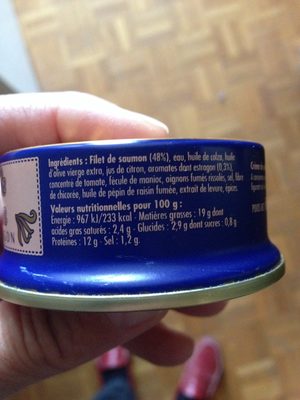 Ingrédients : Filet de saumon (48%), eau, huile de colza, huile
d'olive vierge extra, jus de citron, aromates dont estragon (0,3%),
concentré de tomate, fécule de manioc, oignons fumés rissolés, sel, fibre
de chicorée, huile de pépin de raisin fumée, extrait de levure, épices.
Valeurs nutritionnelles pour 100 g :
Energie : 967 kJ/233 kcal - Matières grasses : 19 g dont
acides gras saturés : 2,4 g - Glucides : 2,9 g dont sucres : 0,8 g
Protéines : 12 g - Sel : 1,2 g.